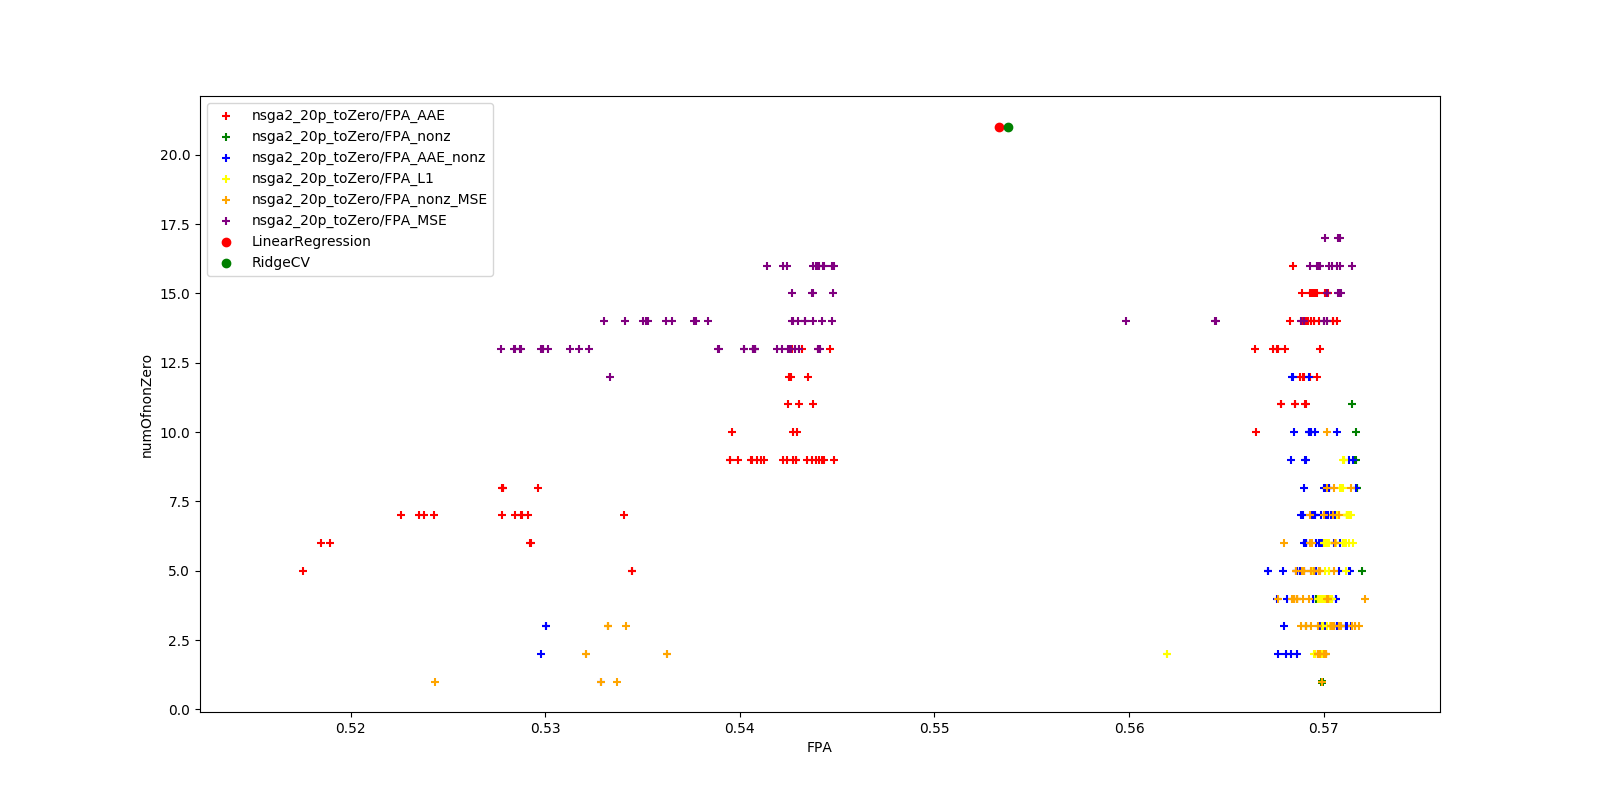 nsga2_20p_toZero/FPA_AAE
nsga2_20p_toZero/FPA_nonz
nsga2_20p_toZero/FPA_AAE_nonz
nsga2_20p_toZero/FPA_L1
nsga2_20p_toZero/FPA_nonz_MSE
nsga2_20p_toZero/FPA_MSE
LinearRegression
RidgeCV
20.0
17.5
15.0
12.5
10.0
7.5
5.0
2.5
0.0
numOfnonZero
0.52 0.53 0.54 0.55 0.56 0.57
FPA